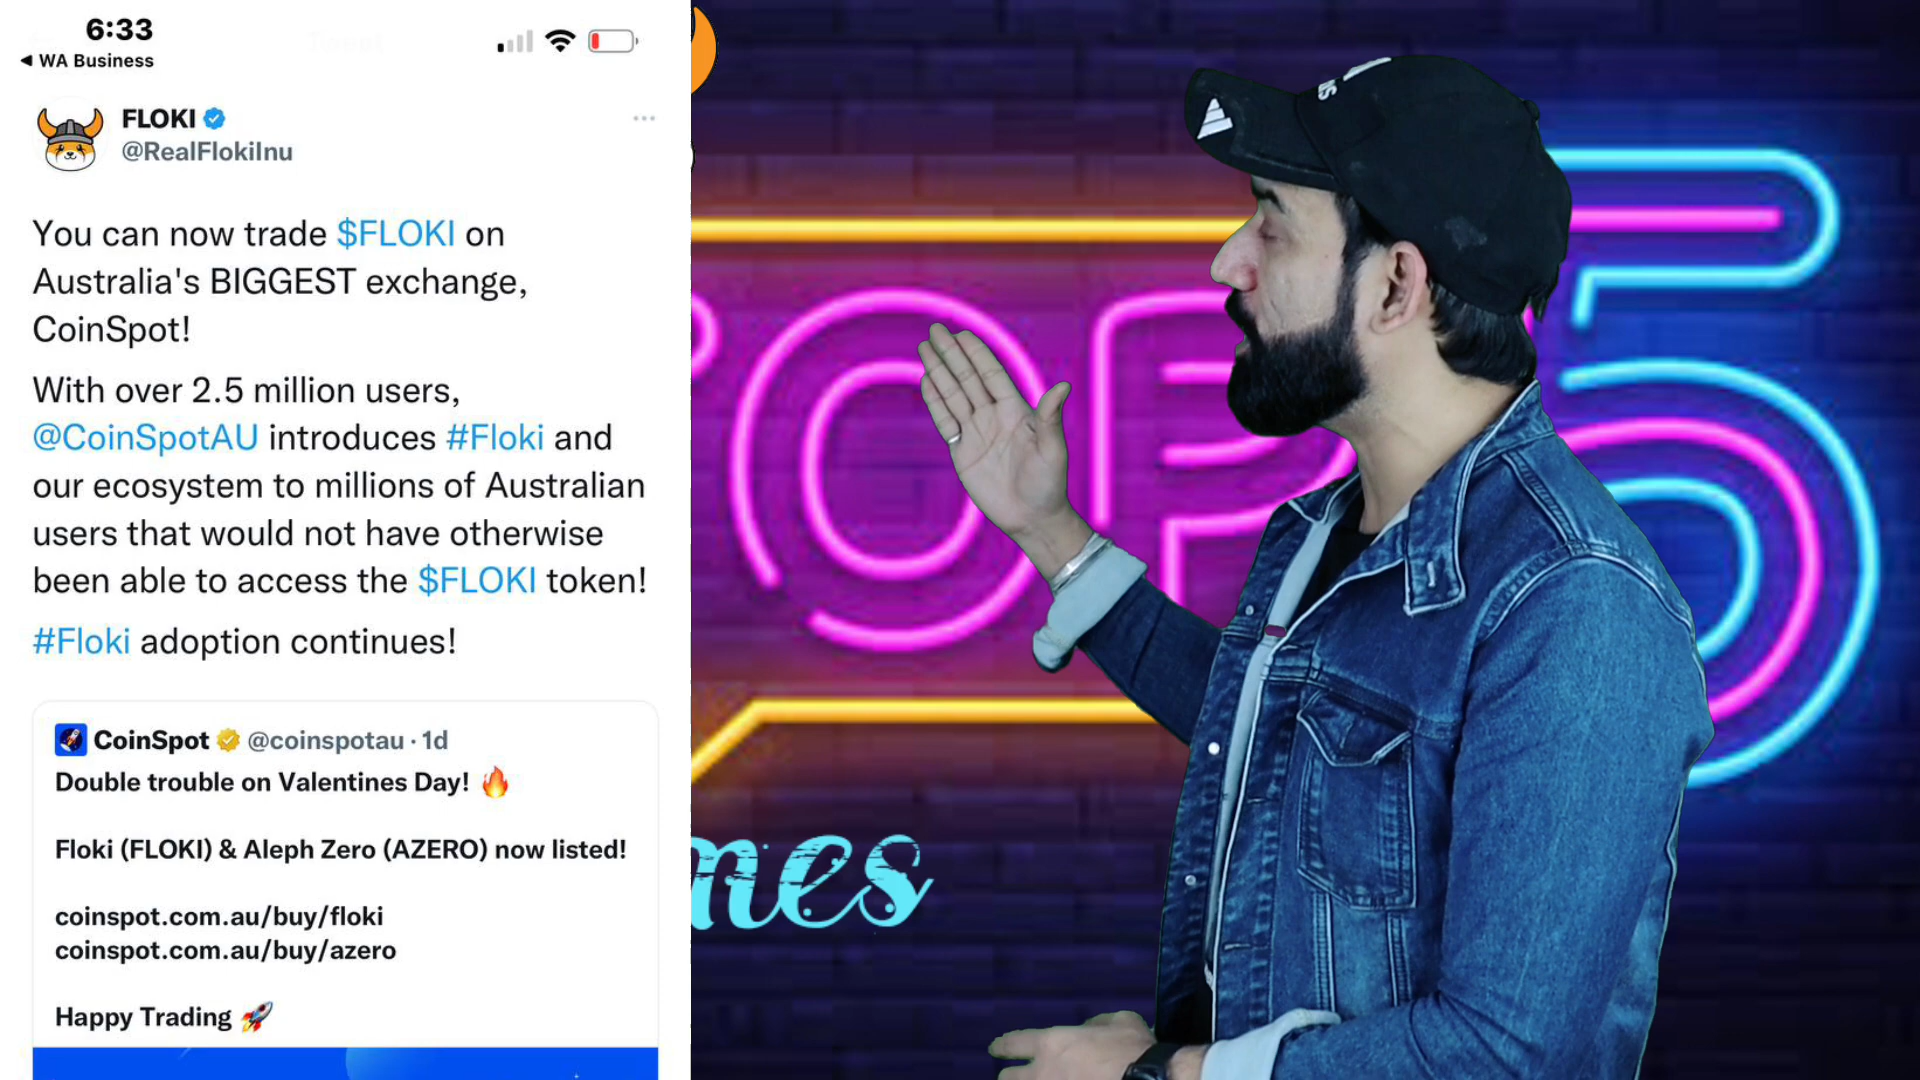 6:33
◀ WA Business
FLOKI
@RealFlokiInu
You can now trade $FLOKI on
Australia's BIGGEST exchange,
CoinSpot!
With over 2.5 million users,
@CoinSpotAU introduces #Floki and
our ecosystem to millions of Australian
users that would not have otherwise
been able to access the $FLOKI token!
#Floki adoption continues!
CoinSpot @coinspotau · 1d
Double trouble on Valentines Day! 🔥
Floki (FLOKI) & Aleph Zero (AZERO) now listed!
coinspot.com.au/buy/floki
coinspot.com.au/buy/azero
Happy Trading 🚀
TOP 5
mes